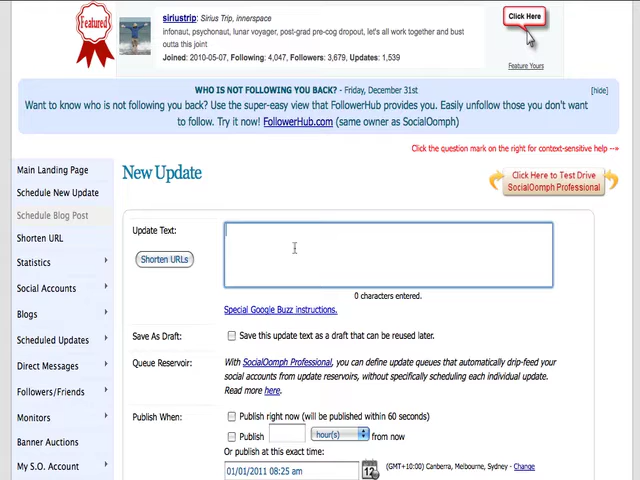 Featured
siriustrip: Sirius Trip, innerspace
infonaut, psychonaut, lunar voyager, post-grad pre-cog dropout, let's all work together and bust
outta this joint
Joined: 2010-05-07, Following: 4,047, Followers: 3,679, Updates: 1,539
Click Here
Feature Yours
WHO IS NOT FOLLOWING YOU BACK? - Friday, December 31st
[hide]
Want to know who is not following you back? Use the super-easy view that FollowerHub provides you. Easily unfollow those you don't want
to follow. Try it now! FollowerHub.com (same owner as SocialOomph)
Click the question mark on the right for context-sensitive help -->
Main Landing Page
Schedule New Update
Schedule Blog Post
Shorten URL
Statistics
Social Accounts
Blogs
Scheduled Updates
Direct Messages
Followers/Friends
Monitors
Banner Auctions
My S.O. Account
New Update
Click Here to Test Drive
SocialOomph Professional
Update Text:
Shorten URLs
0 characters entered.
Special Google Buzz instructions.
Save As Draft:
Save this update text as a draft that can be reused later.
Queue Reservoir:
With SocialOomph Professional, you can define update queues that automatically drip-feed your
social accounts from update reservoirs, without specifically scheduling each individual update.
Read more here.
Publish When:
Publish right now (will be published within 60 seconds)
Publish
hour(s)
from now
Or publish at this exact time:
01/01/2011 08:25 am
12
(GMT+10:00) Canberra, Melbourne, Sydney - Change